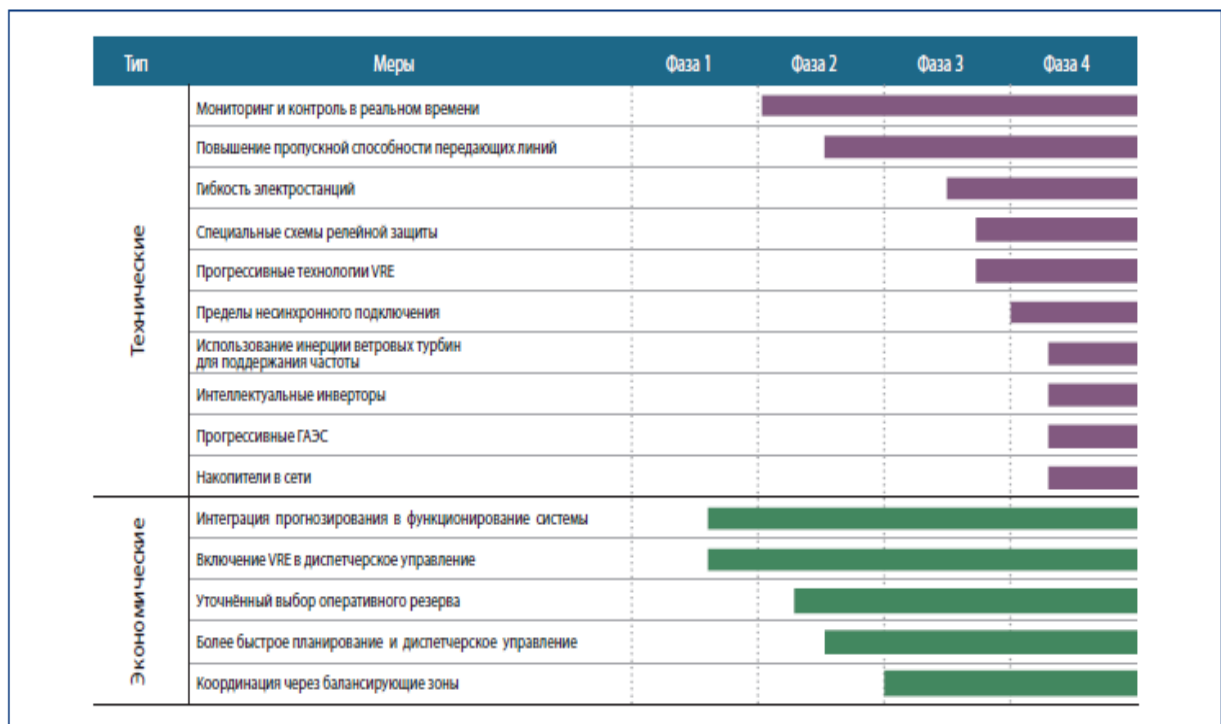 Тип Меры Фаза 1 Фаза 2 Фаза 3 Фаза 4
Технические
Мониторинг и контроль в реальном времени
Повышение пропускной способности передающих линий
Гибкость электростанций
Специальные схемы релейной защиты
Прогрессивные технологии VRE
Пределы несинхронного подключения
Использование инерции ветровых турбин
для поддержания частоты
Интеллектуальные инверторы
Прогрессивные ГАЭС
Накопители в сети
Экономические
Интеграция прогнозирования в функционирование системы
Включение VRE в диспетчерское управление
Уточнённый выбор оперативного резерва
Более быстрое планирование и диспетчерское управление
Координация через балансирующие зоны